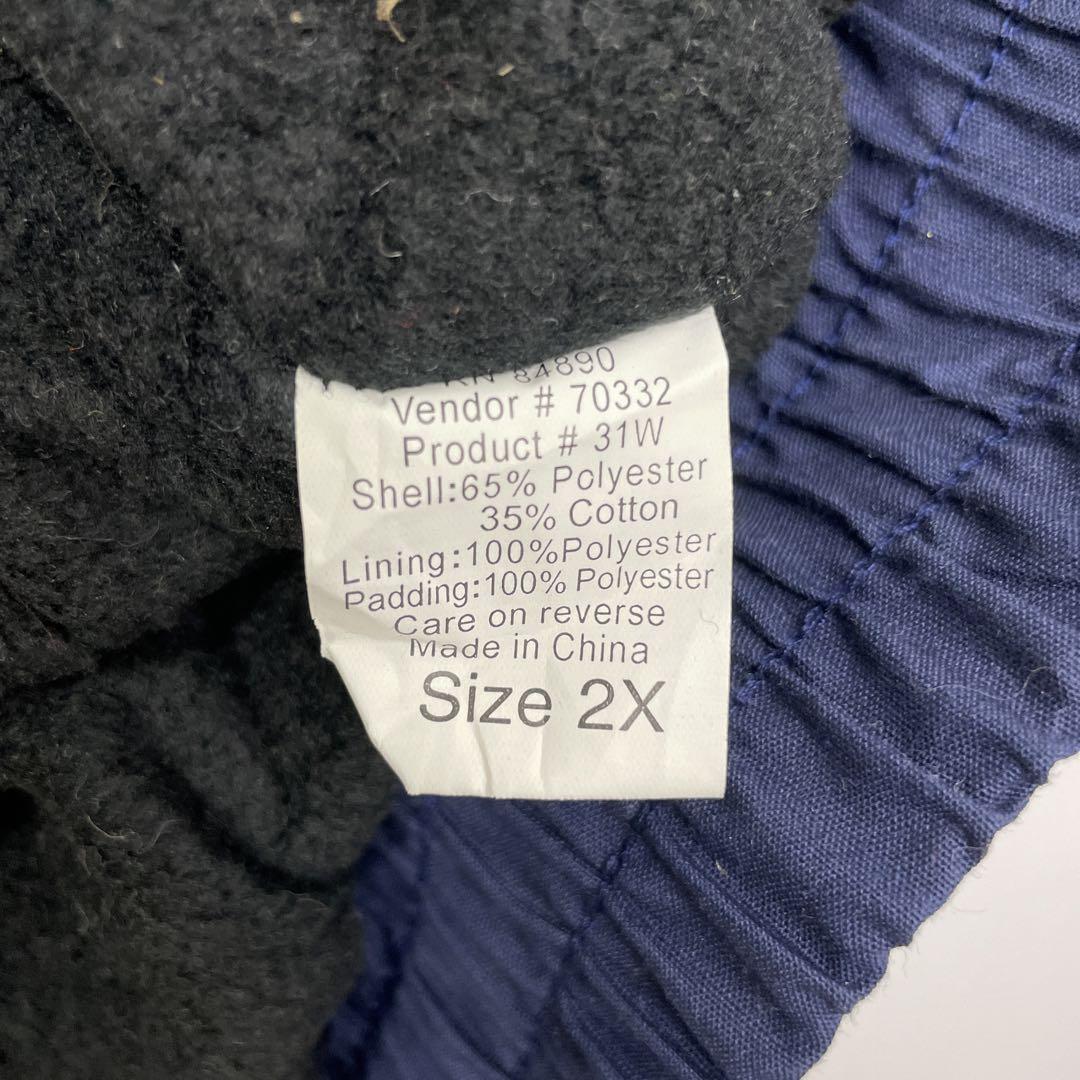 84890
Vendor # 70332
Product # 31W
Shell:65% Polyester
35% Cotton
Lining:100%Polyester
Padding:100% Polyester
Care on reverse
Made in China
Size 2X